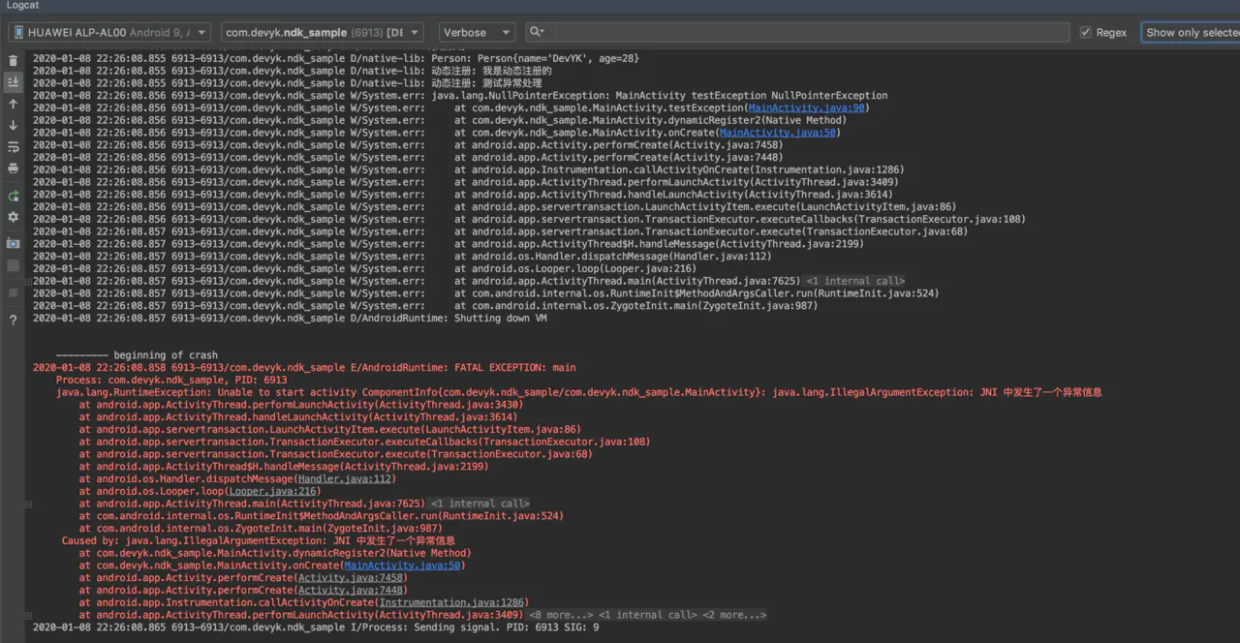 Logcat
HUAWEI ALP-AL00 Android 9, com.devyk.ndk_sample (6913) [DE Verbose Regex Show only selecte
2020-01-08 22:26:08.855 6913-6913/com.devyk.ndk_sample D/native-lib: Person: Person{name='DevYK', age=28}
2020-01-08 22:26:08.855 6913-6913/com.devyk.ndk_sample D/native-lib: 动态注册: 我是动态注册的
2020-01-08 22:26:08.855 6913-6913/com.devyk.ndk_sample D/native-lib: 动态注册: 测试异常处理
2020-01-08 22:26:08.856 6913-6913/com.devyk.ndk_sample W/System.err: java.lang.NullPointerException: MainActivity testException NullPointerException
2020-01-08 22:26:08.856 6913-6913/com.devyk.ndk_sample W/System.err:     at com.devyk.ndk_sample.MainActivity.testException(MainActivity.java:90)
2020-01-08 22:26:08.856 6913-6913/com.devyk.ndk_sample W/System.err:     at com.devyk.ndk_sample.MainActivity.dynamicRegister2(Native Method)
2020-01-08 22:26:08.856 6913-6913/com.devyk.ndk_sample W/System.err:     at com.devyk.ndk_sample.MainActivity.onCreate(MainActivity.java:50)
2020-01-08 22:26:08.856 6913-6913/com.devyk.ndk_sample W/System.err:     at android.app.Activity.performCreate(Activity.java:7458)
2020-01-08 22:26:08.856 6913-6913/com.devyk.ndk_sample W/System.err:     at android.app.Activity.performCreate(Activity.java:7448)
2020-01-08 22:26:08.856 6913-6913/com.devyk.ndk_sample W/System.err:     at android.app.Instrumentation.callActivityOnCreate(Instrumentation.java:1286)
2020-01-08 22:26:08.856 6913-6913/com.devyk.ndk_sample W/System.err:     at android.app.ActivityThread.performLaunchActivity(ActivityThread.java:3409)
2020-01-08 22:26:08.856 6913-6913/com.devyk.ndk_sample W/System.err:     at android.app.ActivityThread.handleLaunchActivity(ActivityThread.java:3614)
2020-01-08 22:26:08.856 6913-6913/com.devyk.ndk_sample W/System.err:     at android.app.servertransaction.LaunchActivityItem.execute(LaunchActivityItem.java:86)
2020-01-08 22:26:08.856 6913-6913/com.devyk.ndk_sample W/System.err:     at android.app.servertransaction.TransactionExecutor.executeCallbacks(TransactionExecutor.java:108)
2020-01-08 22:26:08.857 6913-6913/com.devyk.ndk_sample W/System.err:     at android.app.servertransaction.TransactionExecutor.execute(TransactionExecutor.java:68)
2020-01-08 22:26:08.857 6913-6913/com.devyk.ndk_sample W/System.err:     at android.app.ActivityThread$H.handleMessage(ActivityThread.java:2199)
2020-01-08 22:26:08.857 6913-6913/com.devyk.ndk_sample W/System.err:     at android.os.Handler.dispatchMessage(Handler.java:112)
2020-01-08 22:26:08.857 6913-6913/com.devyk.ndk_sample W/System.err:     at android.os.Looper.loop(Looper.java:216)
2020-01-08 22:26:08.857 6913-6913/com.devyk.ndk_sample W/System.err:     at android.app.ActivityThread.main(ActivityThread.java:7625) <1 internal call>
2020-01-08 22:26:08.857 6913-6913/com.devyk.ndk_sample W/System.err:     at com.android.internal.os.RuntimeInit$MethodAndArgsCaller.run(RuntimeInit.java:524)
2020-01-08 22:26:08.857 6913-6913/com.devyk.ndk_sample W/System.err:     at com.android.internal.os.ZygoteInit.main(ZygoteInit.java:987)
2020-01-08 22:26:08.857 6913-6913/com.devyk.ndk_sample D/AndroidRuntime: Shutting down VM
--------- beginning of crash
2020-01-08 22:26:08.858 6913-6913/com.devyk.ndk_sample E/AndroidRuntime: FATAL EXCEPTION: main
Process: com.devyk.ndk_sample, PID: 6913
java.lang.RuntimeException: Unable to start activity ComponentInfo{com.devyk.ndk_sample/com.devyk.ndk_sample.MainActivity}: java.lang.IllegalArgumentException: JNI 中发生了一个异常信息
at android.app.ActivityThread.performLaunchActivity(ActivityThread.java:3430)
at android.app.ActivityThread.handleLaunchActivity(ActivityThread.java:3614)
at android.app.servertransaction.LaunchActivityItem.execute(LaunchActivityItem.java:86)
at android.app.servertransaction.TransactionExecutor.executeCallbacks(TransactionExecutor.java:108)
at android.app.servertransaction.TransactionExecutor.execute(TransactionExecutor.java:68)
at android.app.ActivityThread$H.handleMessage(ActivityThread.java:2199)
at android.os.Handler.dispatchMessage(Handler.java:112)
at android.os.Looper.loop(Looper.java:216)
at android.app.ActivityThread.main(ActivityThread.java:7625) <1 internal call>
at com.android.internal.os.RuntimeInit$MethodAndArgsCaller.run(RuntimeInit.java:524)
at com.android.internal.os.ZygoteInit.main(ZygoteInit.java:987)
Caused by: java.lang.IllegalArgumentException: JNI 中发生了一个异常信息
at com.devyk.ndk_sample.MainActivity.dynamicRegister2(Native Method)
at com.devyk.ndk_sample.MainActivity.onCreate(MainActivity.java:50)
at android.app.Activity.performCreate(Activity.java:7458)
at android.app.Activity.performCreate(Activity.java:7448)
at android.app.Instrumentation.callActivityOnCreate(Instrumentation.java:1286)
at android.app.ActivityThread.performLaunchActivity(ActivityThread.java:3409) <8 more...> <1 internal call> <2 more...>
2020-01-08 22:26:08.865 6913-6913/com.devyk.ndk_sample I/Process: Sending signal. PID: 6913 SIG: 9